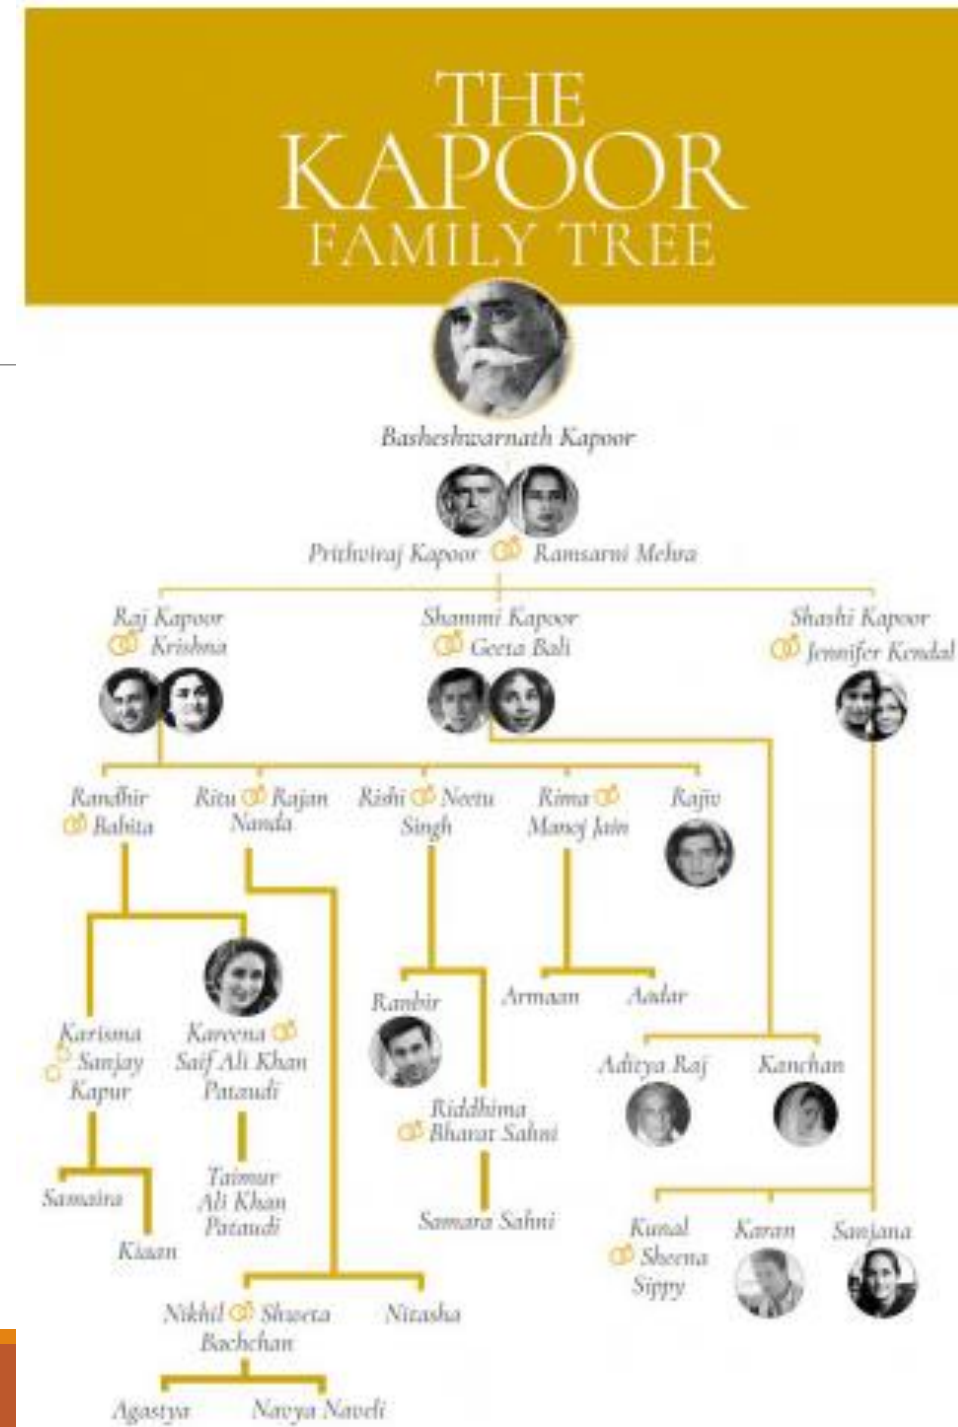 THE
KAPOOR
FAMILY TREE
Basheshwarnath Kapoor
Prithviraj Kapoor Ramsarni Mehra
Raj Kapoor
Krishna
Shammi Kapoor
Geeta Bali
Shashi Kapoor
Jennifer Kendal
Randhir
Babita
Ritu Rajan
Nanda
Rishi Neetu
Singh
Rima
Manoj Jain
Rajiv
Karisma
Sanjay
Kapur
Kareena
Saif Ali Khan
Pataudi
Ranbir
Armaan
Aadar
Riddhima
Bharat Sahni
Aditya Raj
Kanchan
Samaira
Kiaan
Taimur
Ali Khan
Pataudi
Samara Sahni
Kunal
Sheena
Sippy
Karan
Sanjana
Nikhil Shweta
Bachchan
Nitasha
Agastya
Navya Naveli